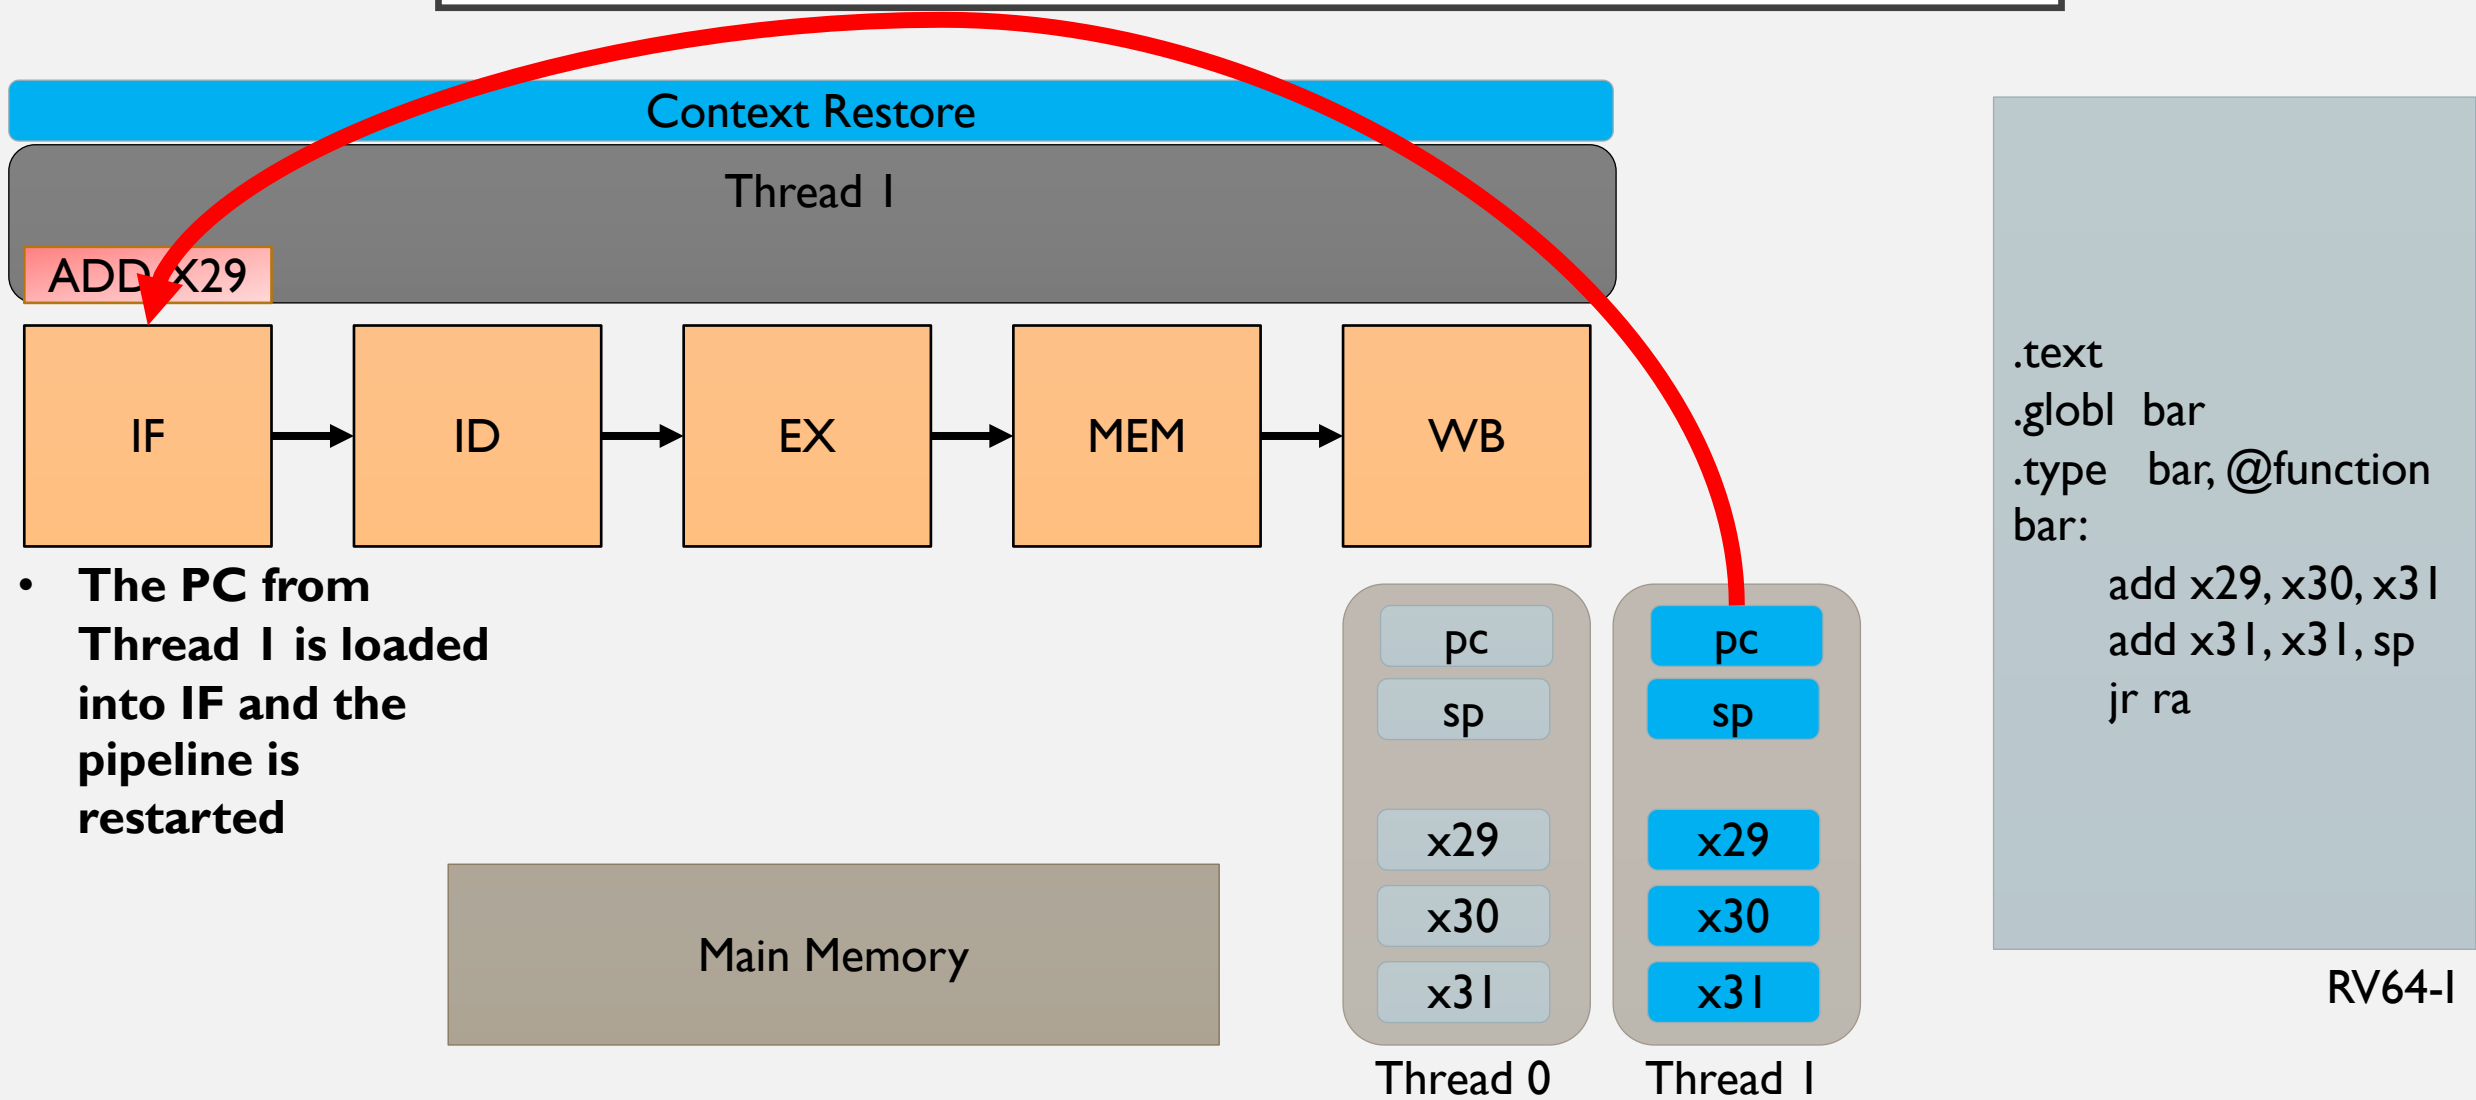 Context Restore
Thread 1
ADD X29
IF
ID
EX
MEM
WB
• The PC from
Thread 1 is loaded
into IF and the
pipeline is
restarted
Main Memory
pc
sp
x29
x30
x31
Thread 0
pc
sp
x29
x30
x31
Thread 1
.text
.globl bar
.type bar, @function
bar:
add x29, x30, x31
add x31, x31, sp
jr ra
RV64-I